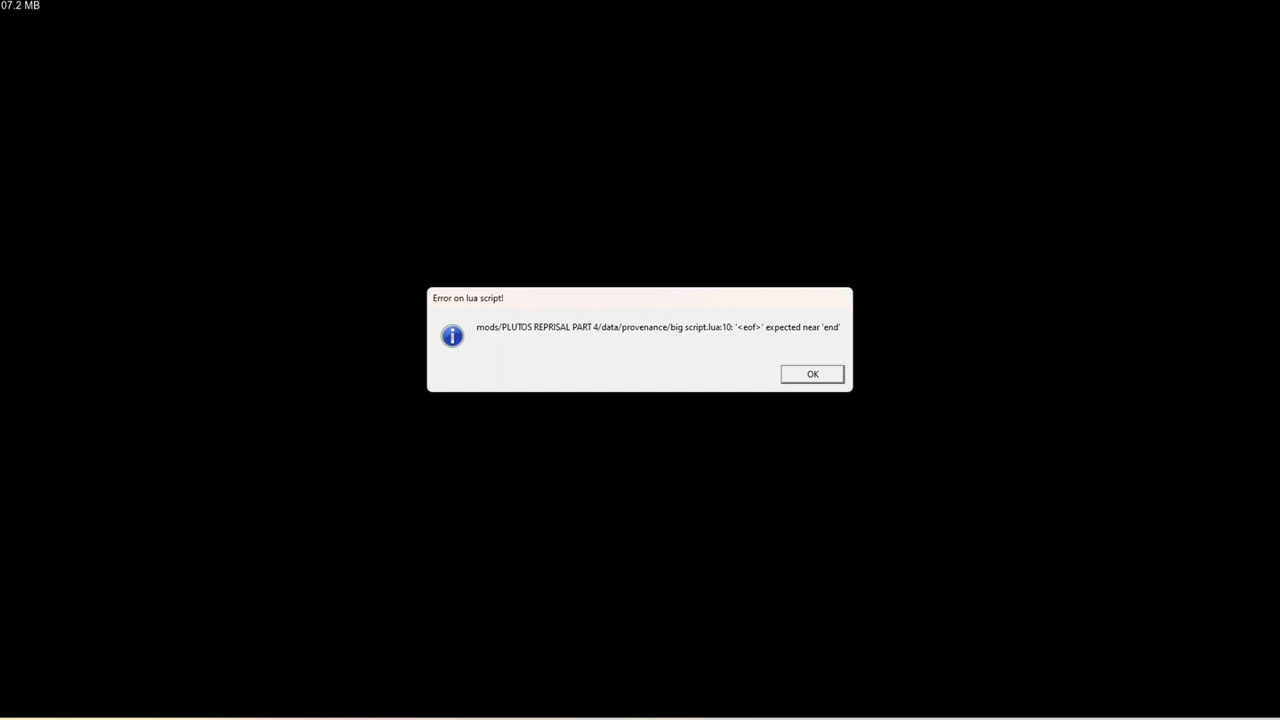 07.2 MB
Error on lua script!
mods/PLUTOS REPRISAL PART 4/data/provenance/big script.lua:10: '<eof>' expected near 'end'
OK